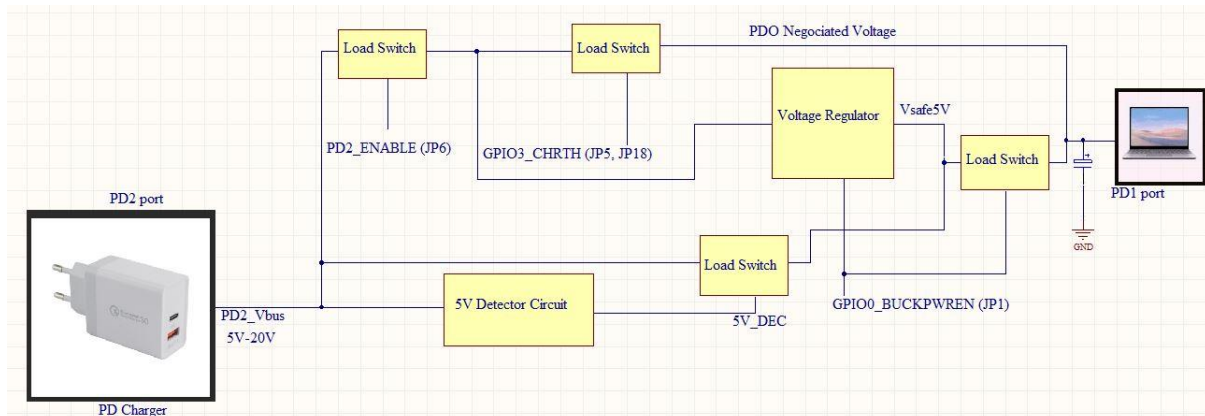 Load Switch
Load Switch
PDO Negociated Voltage
Voltage Regulator
Vsafe5V
PD2_ENABLE (JP6)
GPIO3_CHRTH (JP5, JP18)
Load Switch
PD1 port
PD2 port
GND
Load Switch
5V Detector Circuit
GPIO0_BUCKPWREN (JP1)
PD2_Vbus
5V_DEC
5V-20V
PD Charger